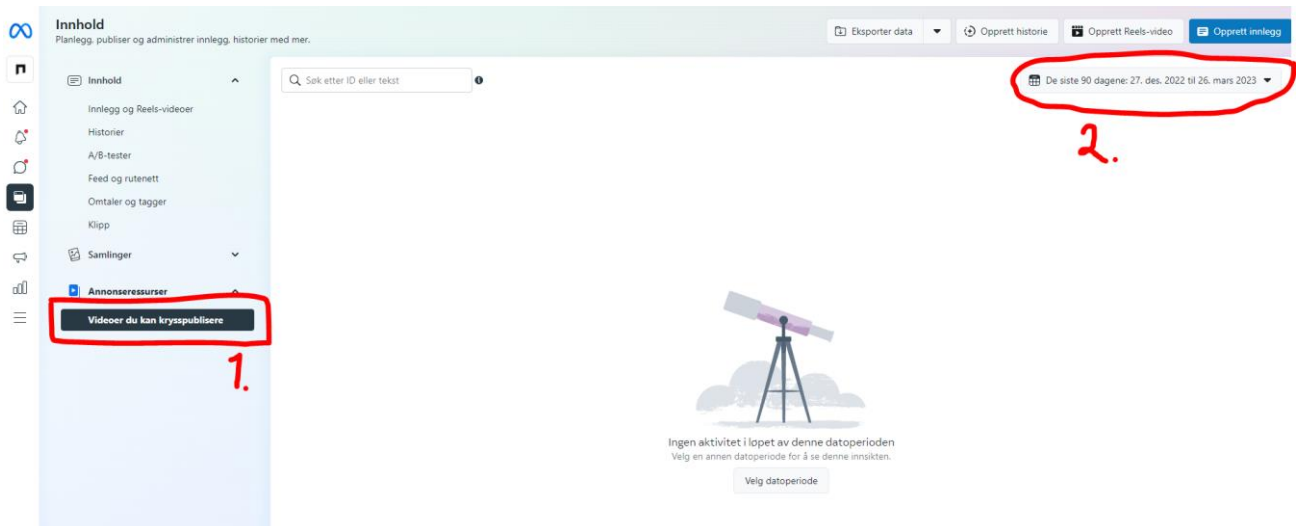 Innhold
Planlegg, publiser og administrer innlegg, historier med mer.
Eksporter data
Opprett historie
Opprett Reels-video
Opprett innlegg
Innhold
Innlegg og Reels-videoer
Historier
A/B-tester
Feed og rutenett
Omtaler og tagger
Klipp
Samlinger
Annonseressurser
Videoer du kan krysspublisere
1.
Søk etter ID eller tekst
De siste 90 dagene: 27. des. 2022 til 26. mars 2023
2.
Ingen aktivitet i løpet av denne datoperioden
Velg en annen datoperiode for å se denne innsikten.
Velg datoperiode